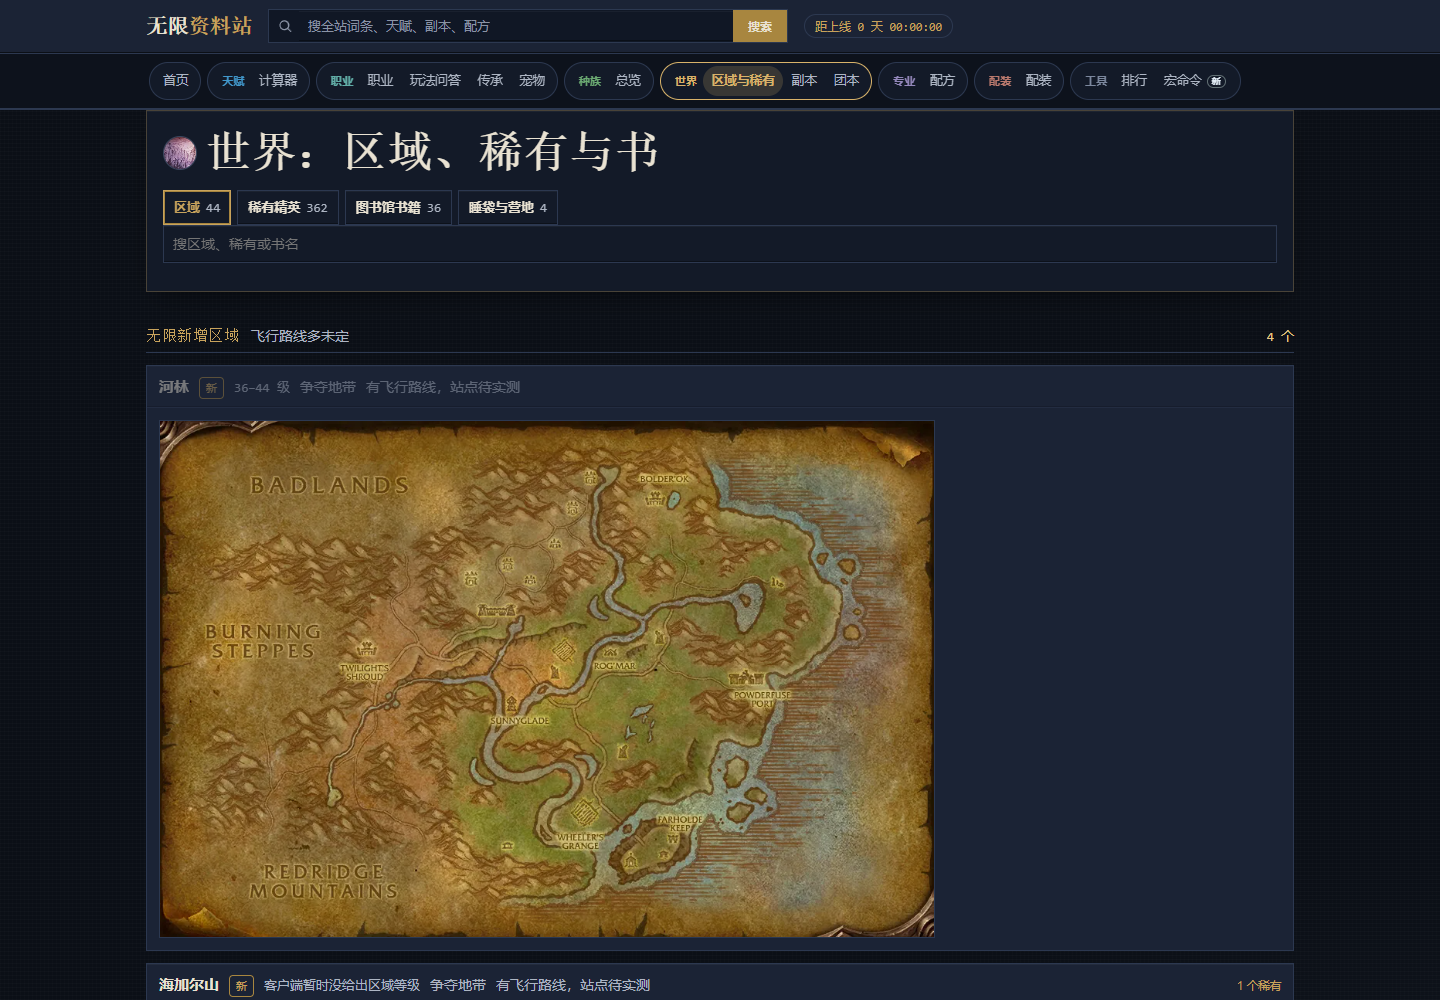 无限资料站
搜全站词条、天赋、副本、配方
搜索
距上线 0 天 00:00:00
首页
天赋 计算器
职业 职业 玩法问答 传承 宠物
种族 总览
世界 区域与稀有 副本 团本
专业 配方
配装 配装
工具 排行 宏命令 新
世界：区域、稀有与书
区域 44
稀有精英 362
图书馆书籍 36
睡袋与营地 4
搜区域、稀有或书名
无限新增区域 飞行路线多未定
4 个
河林 新 36–44 级 争夺地带 有飞行路线，站点待实测
BADLANDS
BOLDER'OK
BURNING
STEPPES
TWILIGHT'S
SHROUD
ROG'MAR
POWDERFUSE
PORT
SUNNYGLADE
WHEELER'S
GRANGE
FARHOLDE
KEEP
REDRIDGE
MOUNTAINS
海加尔山 新 客户端暂时没给出区域等级 争夺地带 有飞行路线，站点待实测
1 个稀有